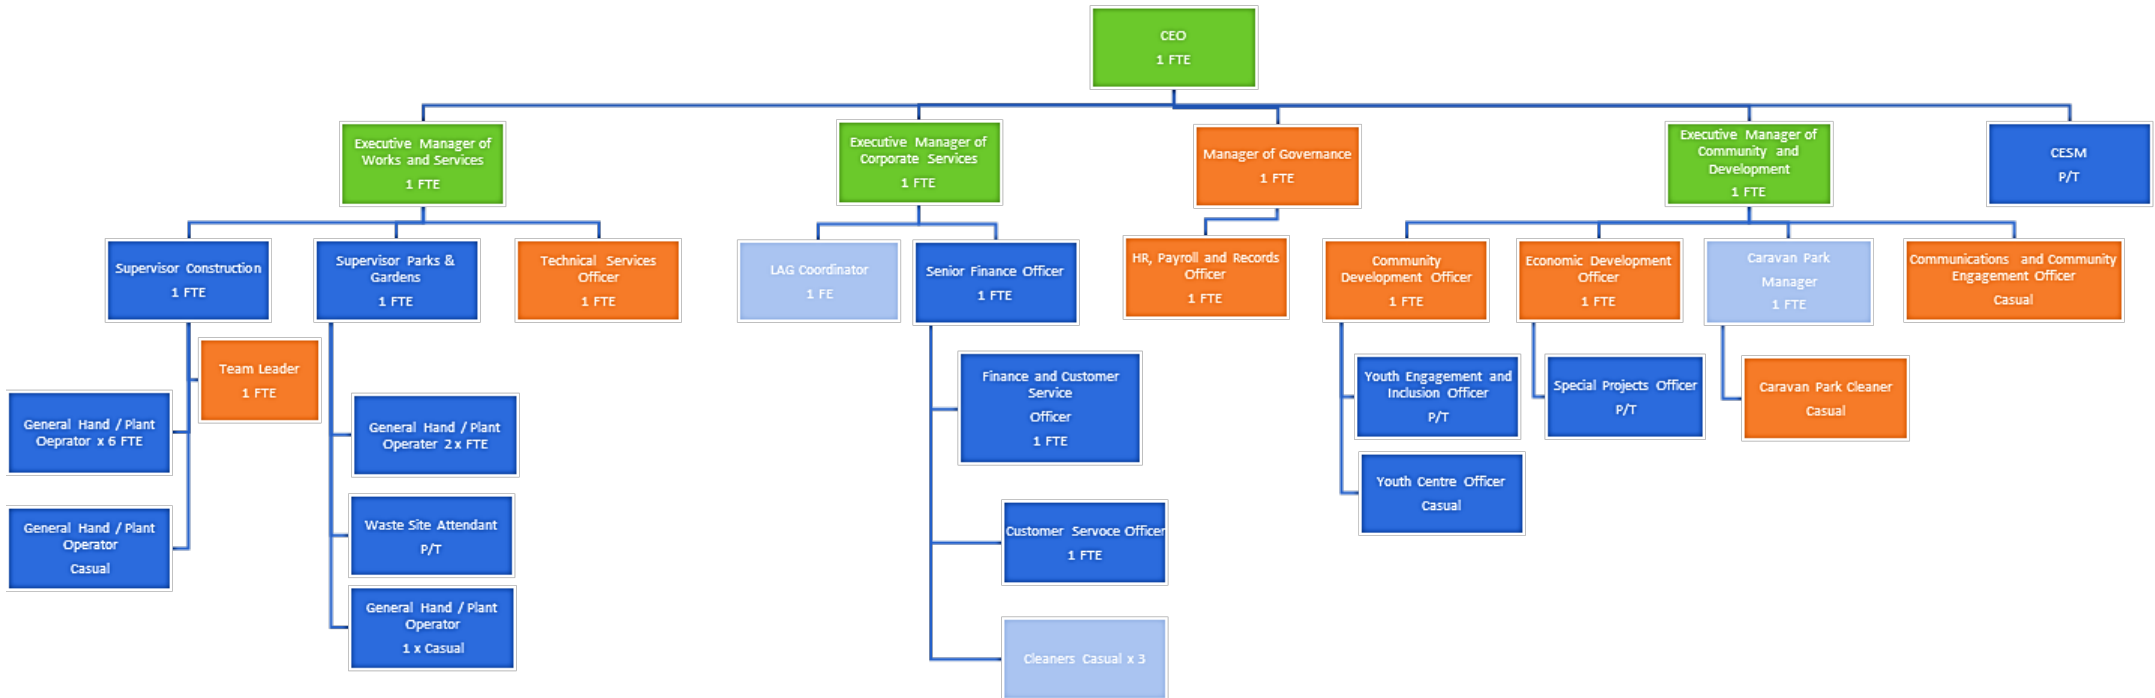 CEO
1 FTE
Executive Manager of
Works and Services
1 FTE
Executive Manager of
Corporate Services
1 FTE
Manager of Governance
1 FTE
Executive Manager of
Community and
Development
1 FTE
CESM
P/T
Supervisor Construction
1 FTE
Supervisor Parks &
Gardens
1 FTE
Technical Services
Officer
1 FTE
LAG Coordinator
1 FE
Senior Finance Officer
1 FTE
HR, Payroll and Records
Officer
1 FTE
Community
Development Officer
1 FTE
Economic Development
Officer
1 FTE
Caravan Park
Manager
1 FTE
Communications and Community
Engagement Officer
Casual
Team Leader
1 FTE
General Hand / Plant
Oeprator x 6 FTE
General Hand / Plant
Operator
Casual
General Hand / Plant
Operater 2 x FTE
Waste Site Attendant
P/T
General Hand / Plant
Operator
1 x Casual
Finance and Customer
Service
Officer
1 FTE
Customer Servoce Officer
1 FTE
Cleaners Casual x 3
Youth Engagement and
Inclusion Officer
P/T
Youth Centre Officer
Casual
Special Projects Officer
P/T
Caravan Park Cleaner
Casual